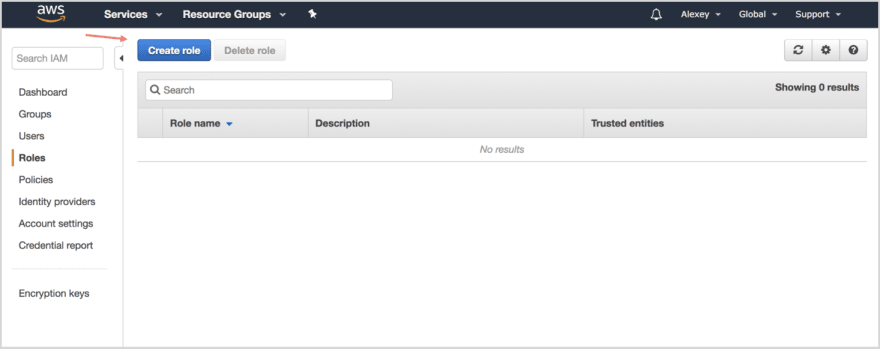 aws Services Resource Groups Alexey Global Support
Create role Delete role
Search IAM
Search Showing 0 results
Dashboard
Groups
Users
Roles
Policies
Identity providers
Account settings
Credential report
Encryption keys
Role name Description Trusted entities
No results